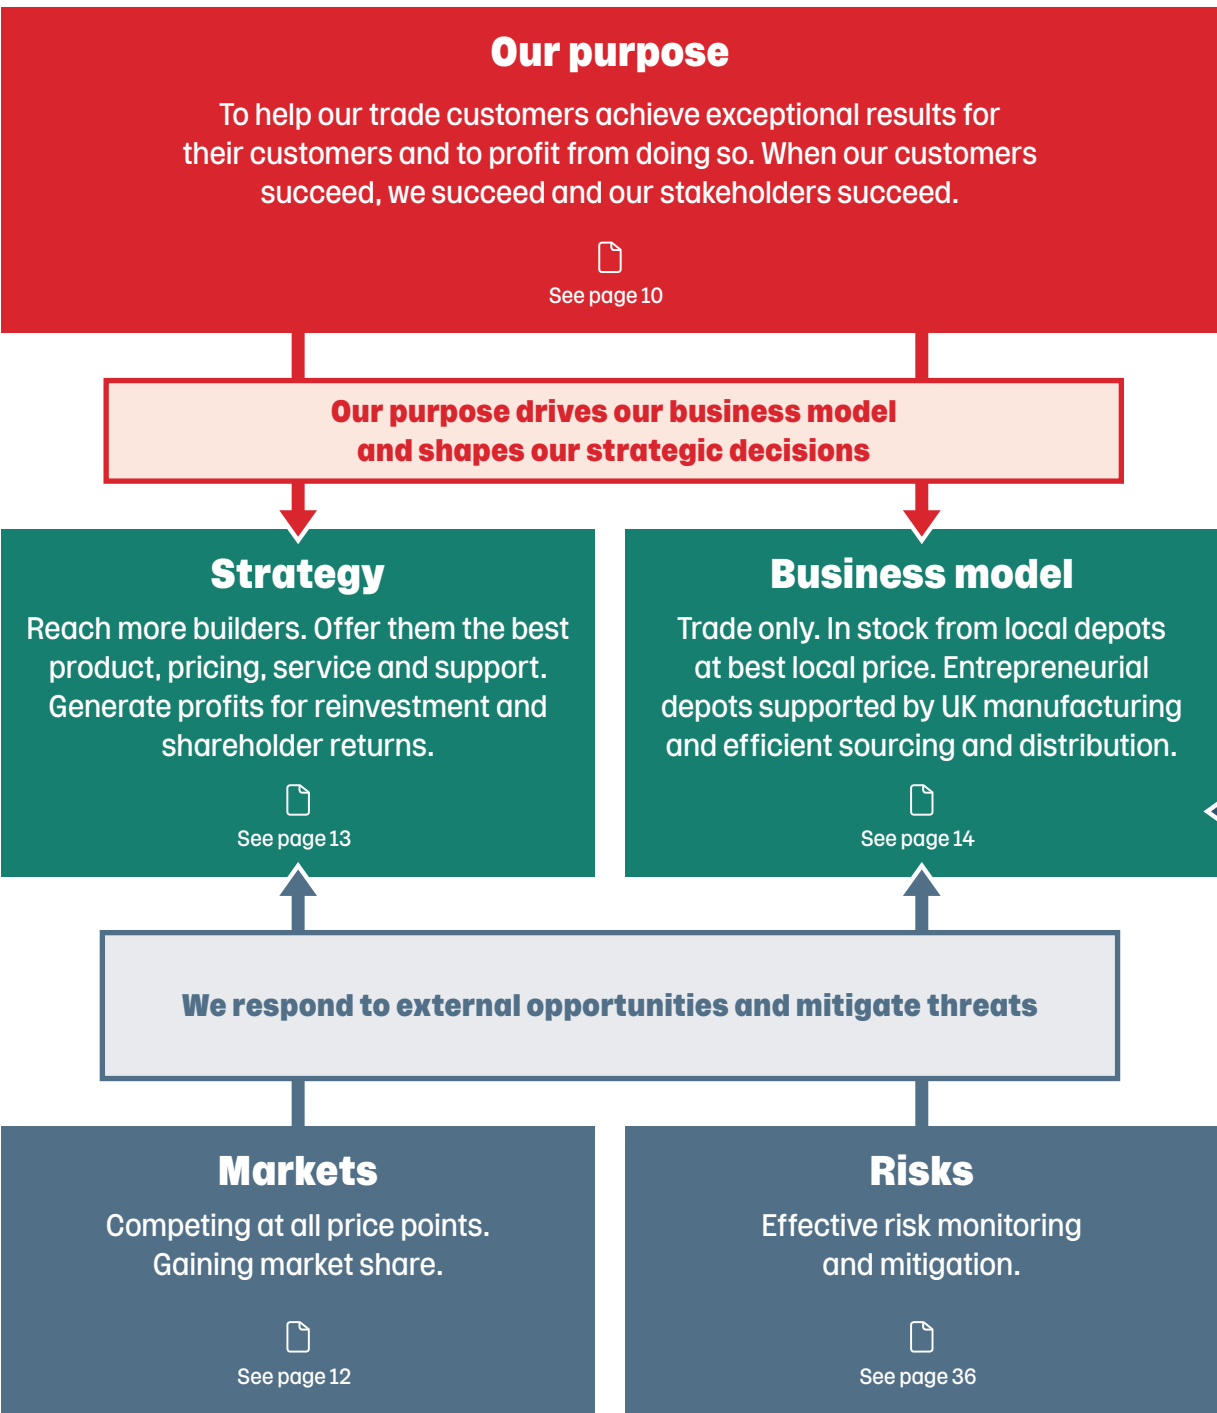 Our purpose
To help our trade customers achieve exceptional results for
their customers and to profit from doing so. When our customers
succeed, we succeed and our stakeholders succeed.
See page 10
Our purpose drives our business model
and shapes our strategic decisions
Strategy
Reach more builders. Offer them the best
product, pricing, service and support.
Generate profits for reinvestment and
shareholder returns.
See page 13
Business model
Trade only. In stock from local depots
at best local price. Entrepreneurial
depots supported by UK manufacturing
and efficient sourcing and distribution.
See page 14
We respond to external opportunities and mitigate threats
Markets
Competing at all price points.
Gaining market share.
See page 12
Risks
Effective risk monitoring
and mitigation.
See page 36